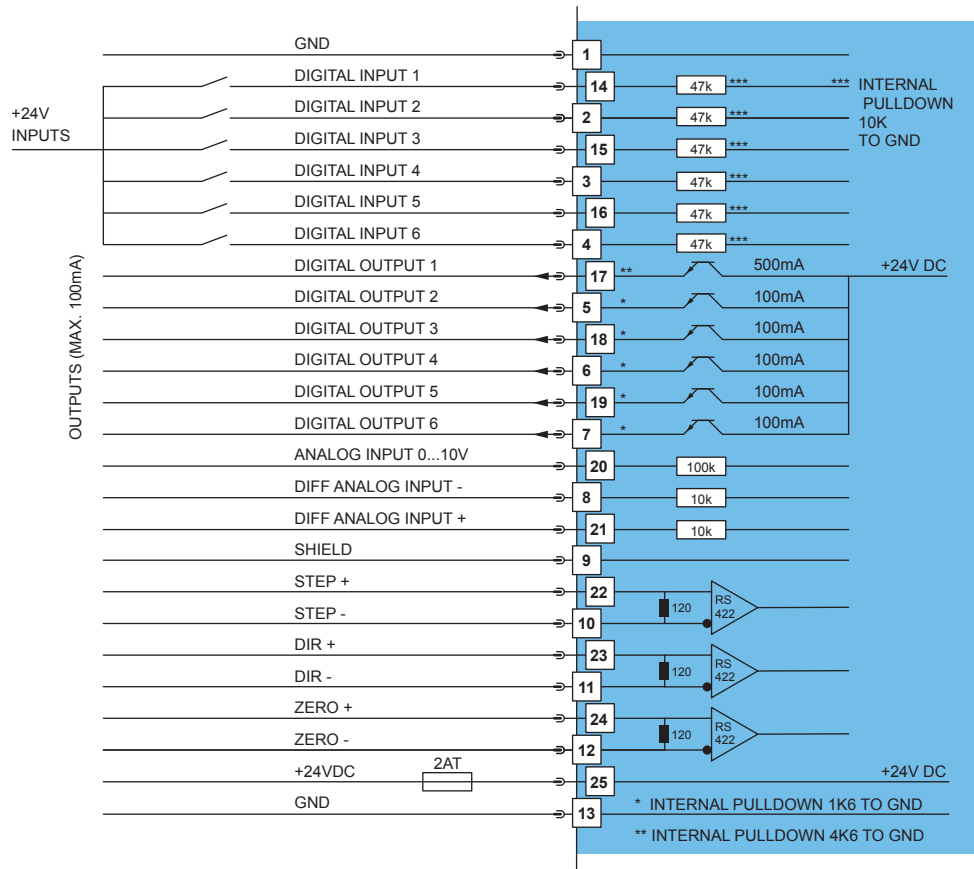 GND 1
DIGITAL INPUT 1 14 47k *** *** INTERNAL
PULLDOWN
10K
TO GND
+24V
INPUTS
DIGITAL INPUT 2 2 47k ***
DIGITAL INPUT 3 15 47k ***
DIGITAL INPUT 4 3 47k ***
DIGITAL INPUT 5 16 47k ***
DIGITAL INPUT 6 4 47k ***
OUTPUTS (MAX. 100mA)
DIGITAL OUTPUT 1 17 ** 500mA +24V DC
DIGITAL OUTPUT 2 5 * 100mA
DIGITAL OUTPUT 3 18 * 100mA
DIGITAL OUTPUT 4 6 * 100mA
DIGITAL OUTPUT 5 19 * 100mA
DIGITAL OUTPUT 6 7 * 100mA
ANALOG INPUT 0...10V 20 100k
DIFF ANALOG INPUT - 8 10k
DIFF ANALOG INPUT + 21 10k
SHIELD 9
STEP + 22
120 RS
422
STEP - 10
DIR + 23
120 RS
422
DIR - 11
ZERO + 24
120 RS
422
ZERO - 12
+24VDC 2AT 25 +24V DC
GND 13 * INTERNAL PULLDOWN 1K6 TO GND
** INTERNAL PULLDOWN 4K6 TO GND